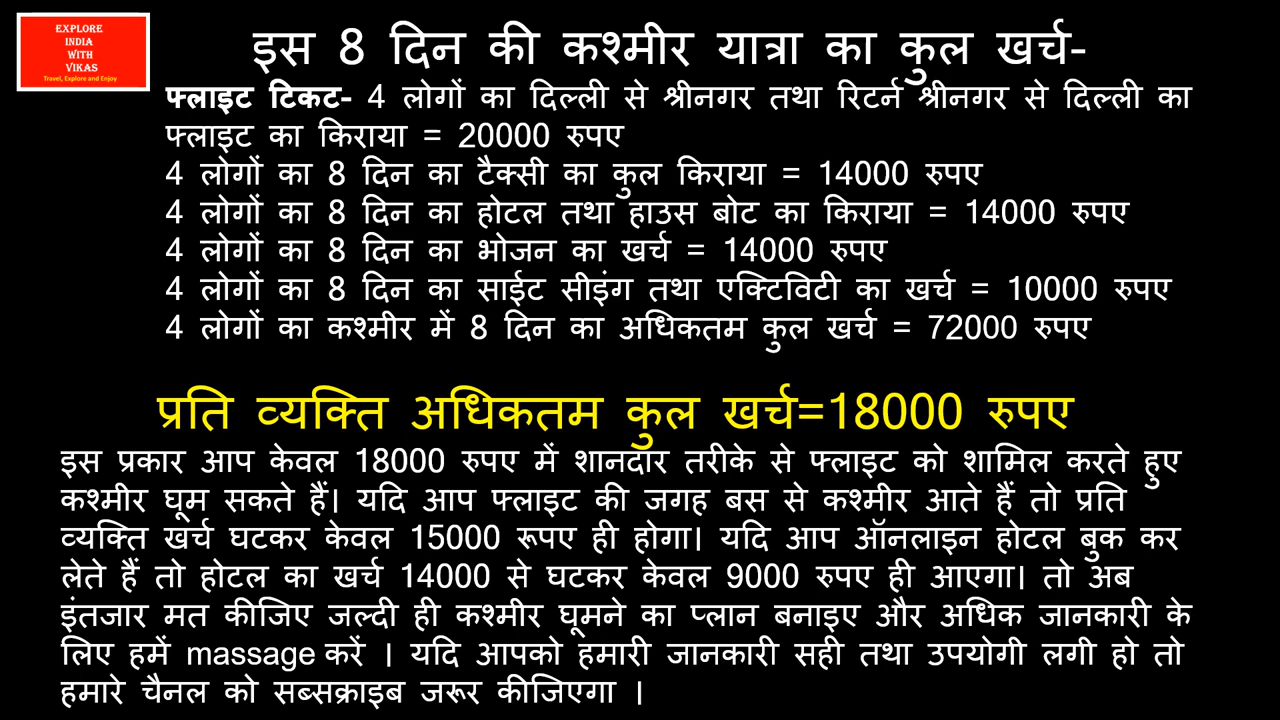 EXPLORE
INDIA
WITH
VIKAS
Travel, Explore and Enjoy
इस 8 दिन की कश्मीर यात्रा का कुल खर्च-
फ्लाइट टिकट- 4 लोगों का दिल्ली से श्रीनगर तथा रिटर्न श्रीनगर से दिल्ली का
फ्लाइट का किराया = 20000 रुपए
4 लोगों का 8 दिन का टैक्सी का कुल किराया = 14000 रुपए
4 लोगों का 8 दिन का होटल तथा हाउस बोट का किराया = 14000 रुपए
4 लोगों का 8 दिन का भोजन का खर्च = 14000 रुपए
4 लोगों का 8 दिन का साईट सीइंग तथा एक्टिविटी का खर्च = 10000 रुपए
4 लोगों का कश्मीर में 8 दिन का अधिकतम कुल खर्च = 72000 रुपए
प्रति व्यक्ति अधिकतम कुल खर्च=18000 रुपए
इस प्रकार आप केवल 18000 रुपए में शानदार तरीके से फ्लाइट को शामिल करते हुए
कश्मीर घूम सकते हैं। यदि आप फ्लाइट की जगह बस से कश्मीर आते हैं तो प्रति
व्यक्ति खर्च घटकर केवल 15000 रूपए ही होगा। यदि आप ऑनलाइन होटल बुक कर
लेते हैं तो होटल का खर्च 14000 से घटकर केवल 9000 रुपए ही आएगा। तो अब
इंतजार मत कीजिए जल्दी ही कश्मीर घूमने का प्लान बनाइए और अधिक जानकारी के
लिए हमें massage करें । यदि आपको हमारी जानकारी सही तथा उपयोगी लगी हो तो
हमारे चैनल को सब्सक्राइब जरूर कीजिएगा ।